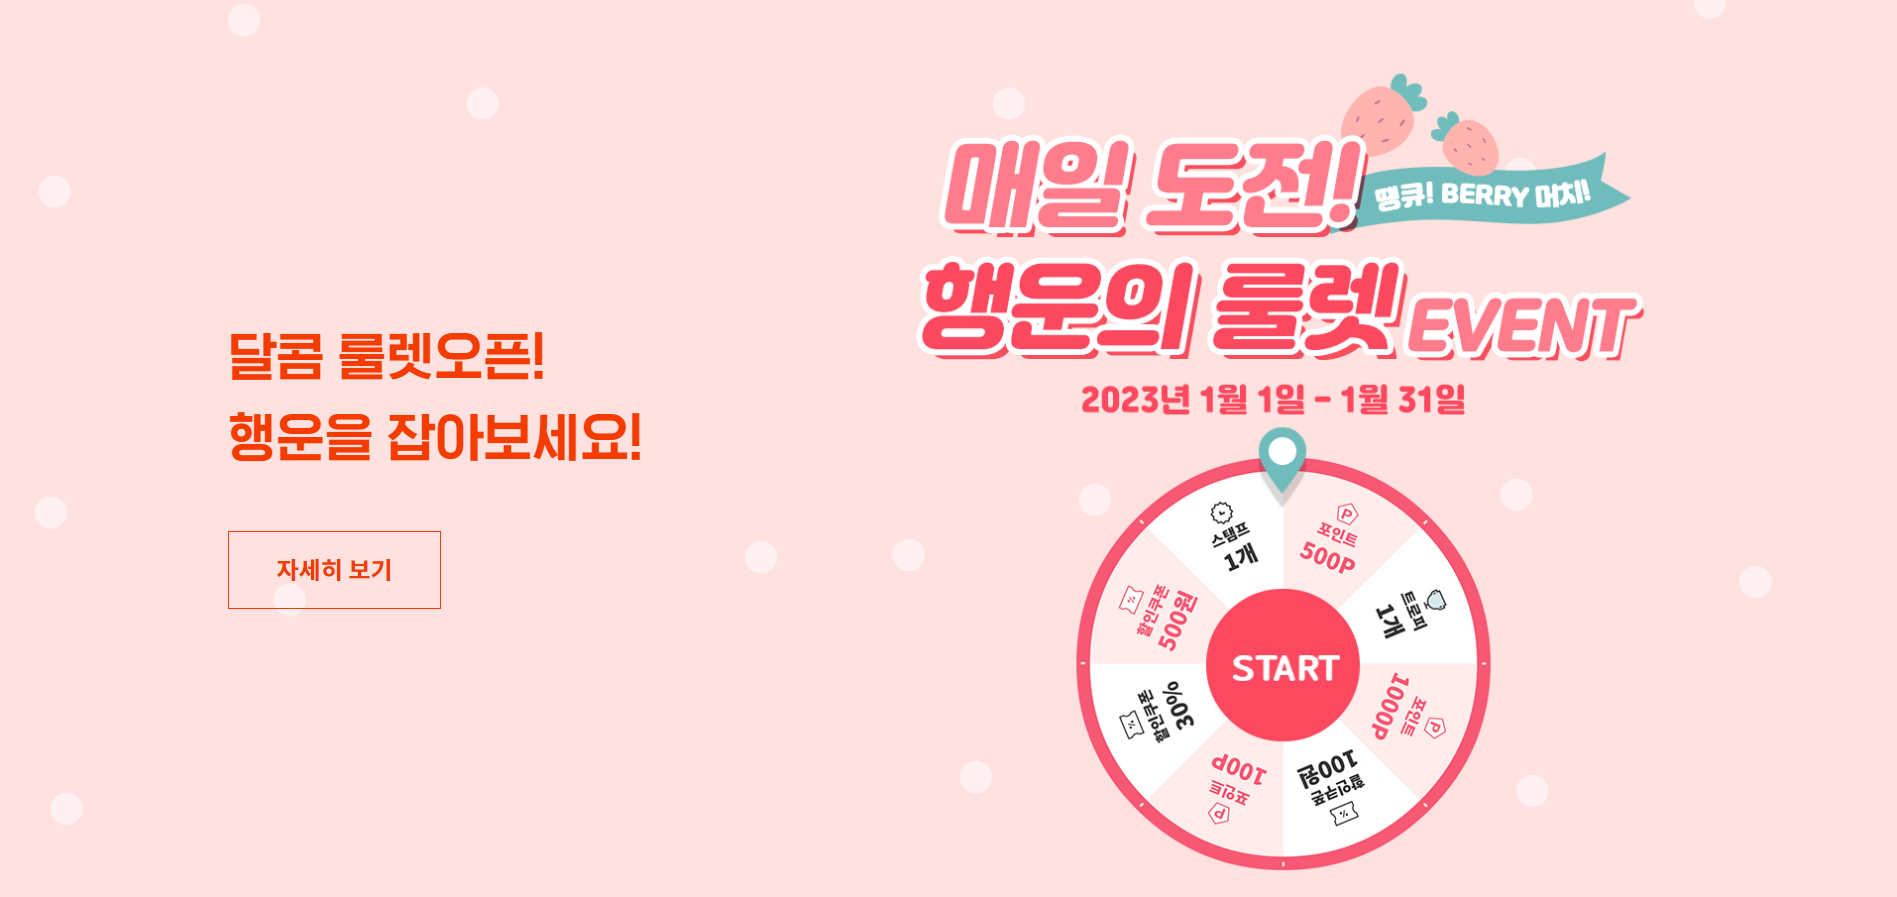 달콤 룰렛오픈!
행운을 잡아보세요!
자세히 보기
매일 도전!
땡큐! BERRY 머치!
행운의 룰렛 EVENT
2023년 1월 1일 - 1월 31일
스탬프
1개
포인트
500P
트로피
1개
포인트
1000P
할인쿠폰
100원
포인트
100P
할인쿠폰
30%
할인쿠폰
500원
START